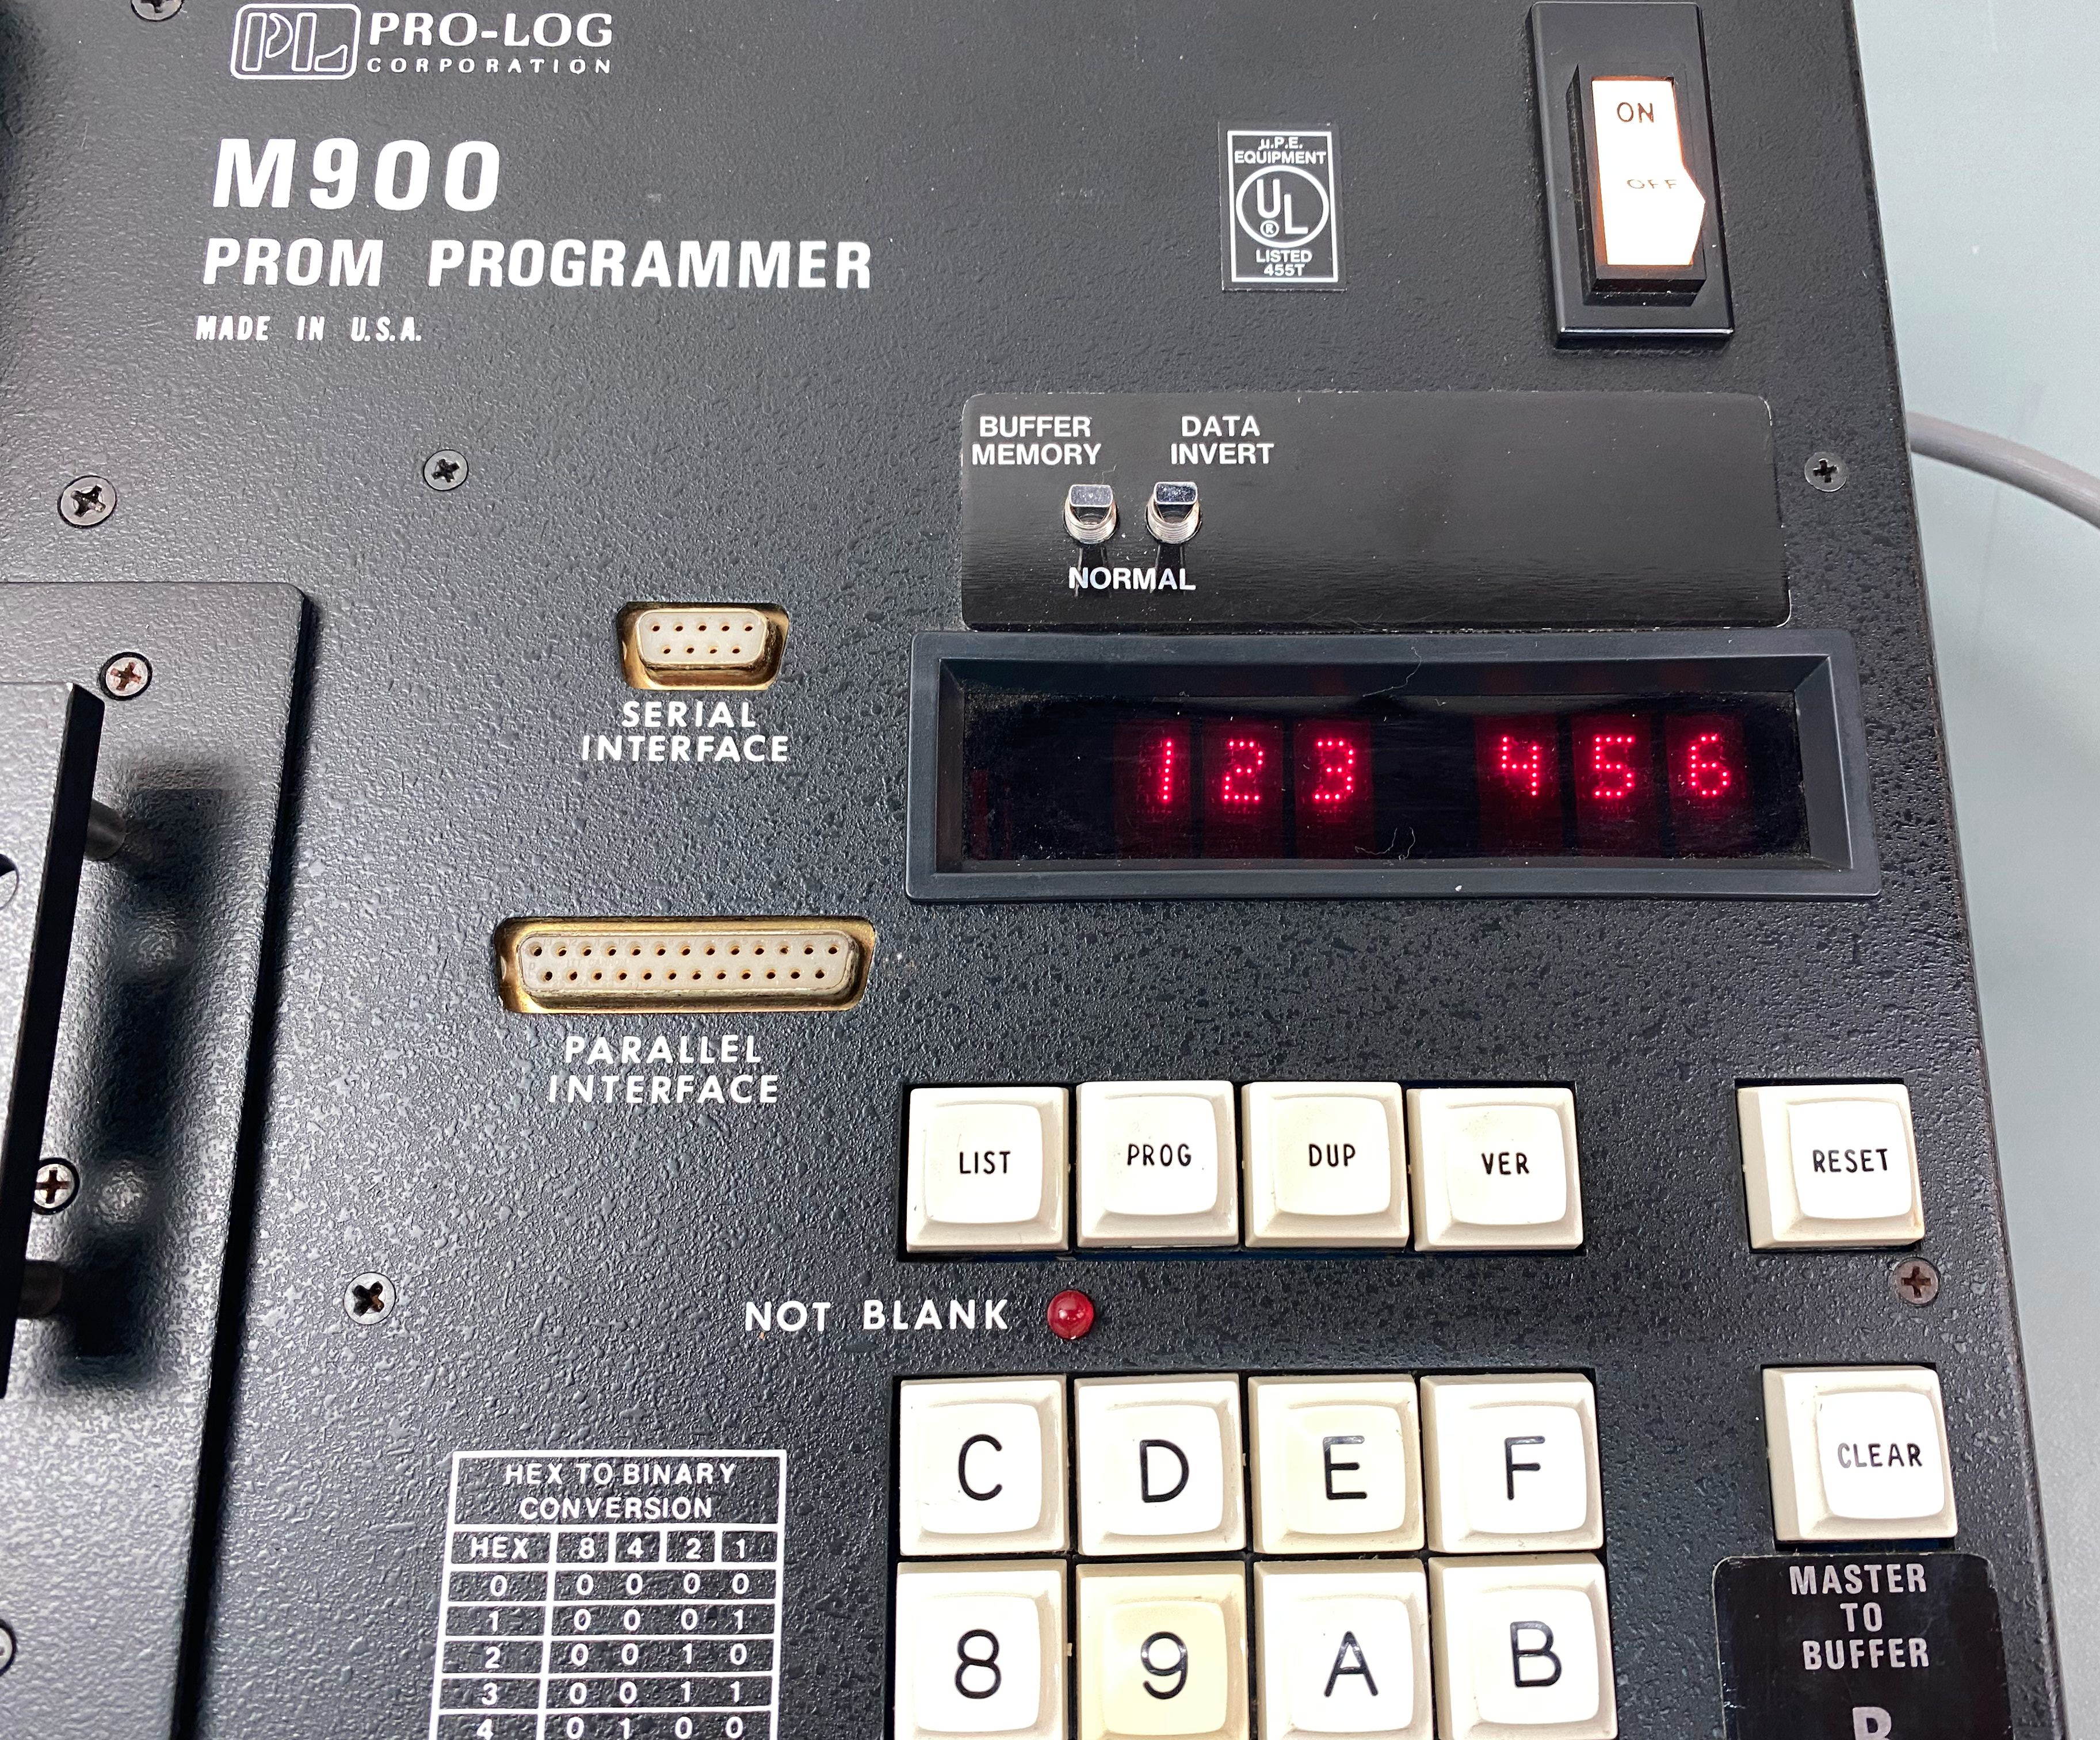 PL PRO-LOG
CORPORATION
M900
PROM PROGRAMMER
MADE IN U.S.A.
µ.P.E.
EQUIPMENT
UL
®
LISTED
455T
ON
OFF
BUFFER
MEMORY
DATA
INVERT
NORMAL
SERIAL
INTERFACE
123 456
PARALLEL
INTERFACE
LIST PROG DUP VER RESET
NOT BLANK
C D E F CLEAR
8 9 A B
MASTER
TO
BUFFER
HEX TO BINARY
CONVERSION
HEX 8 4 2 1
0 0 0 0 0
1 0 0 0 1
2 0 0 1 0
3 0 0 1 1
4 0 1 0 0